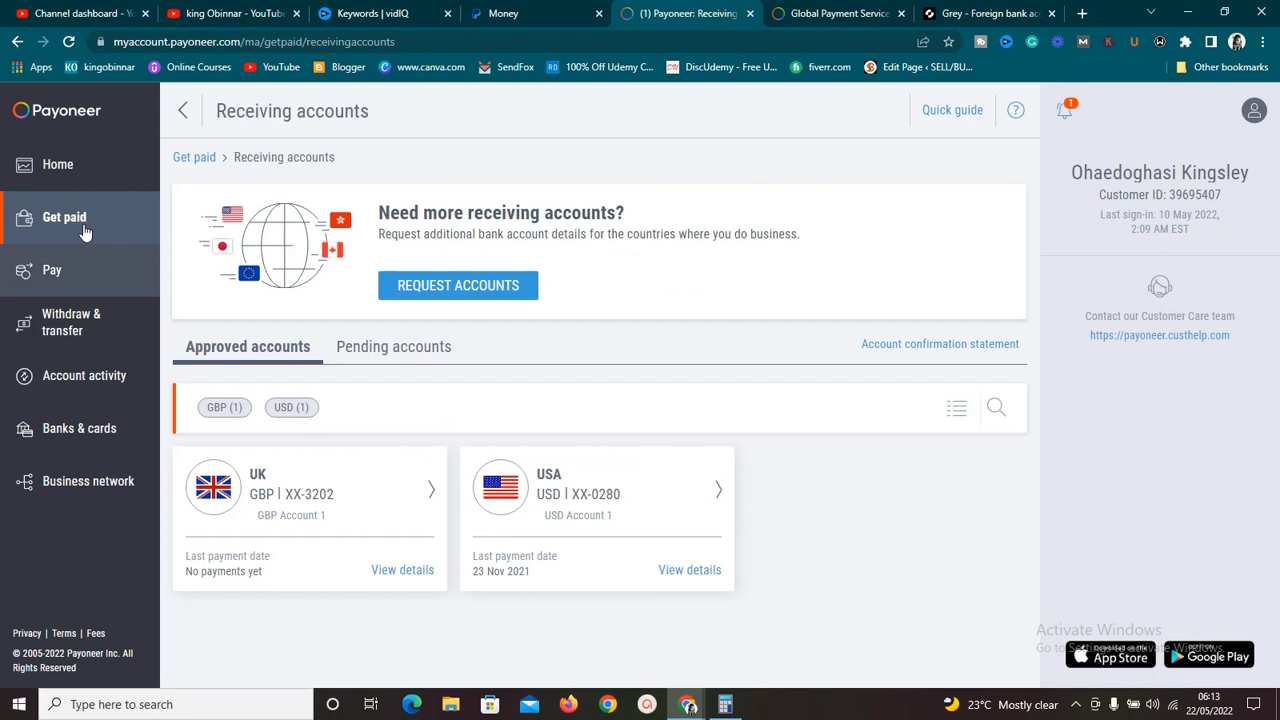 dashboard - You
king Obinnar - YouTube
Keywords | vidIQ
Money
(1) Payoneer: Receiving
Global Payment Service
Grey - Foreign bank acc
myaccount.payoneer.com/ma/getpaid/receivingaccounts
Apps
kingobinnar
Online Courses
YouTube
Blogger
www.canva.com
SendFox
100% Off Udemy C...
DiscUdemy - Free U...
fiverr.com
Edit Page ‹ SELL/BU...
Other bookmarks
Payoneer
Home
Get paid
Pay
Withdraw &
transfer
Account activity
Banks & cards
Business network
Privacy | Terms | Fees
© 2005-2022 Payoneer Inc. All
Rights Reserved
Receiving accounts
Quick guide
?
Get paid > Receiving accounts
Need more receiving accounts?
Request additional bank account details for the countries where you do business.
REQUEST ACCOUNTS
Approved accounts
Pending accounts
Account confirmation statement
GBP (1)
USD (1)
UK
GBP | XX-3202
GBP Account 1
Last payment date
No payments yet
View details
USA
USD | XX-0280
USD Account 1
Last payment date
23 Nov 2021
View details
1
Ohaedoghasi Kingsley
Customer ID: 39695407
Last sign-in: 10 May 2022,
2:09 AM EST
Contact our Customer Care team
https://payoneer.custhelp.com
Activate Windows
Go to Settings to activate Windows.
App Store
Google Play
Type here to search
23°C Mostly clear
06:13
22/05/2022